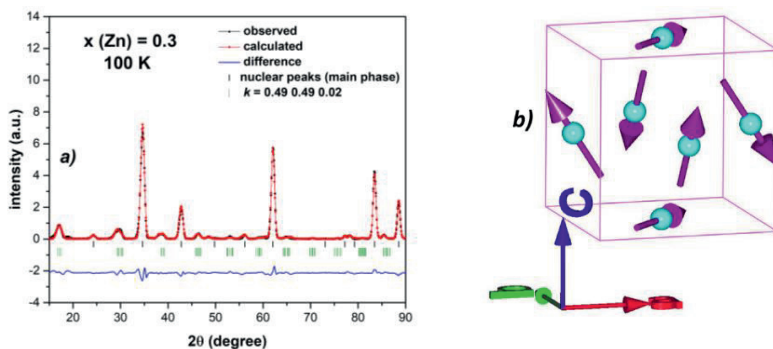 x (Zn) = 0.3
100 K
observed
calculated
difference
nuclear peaks (main phase)
k = 0.49 0.49 0.02
a)
intensity (a.u.)
14
12
10
8
6
4
2
0
-2
-4
20 30 40 50 60 70 80 90
2θ (degree)
b)
C
b
a